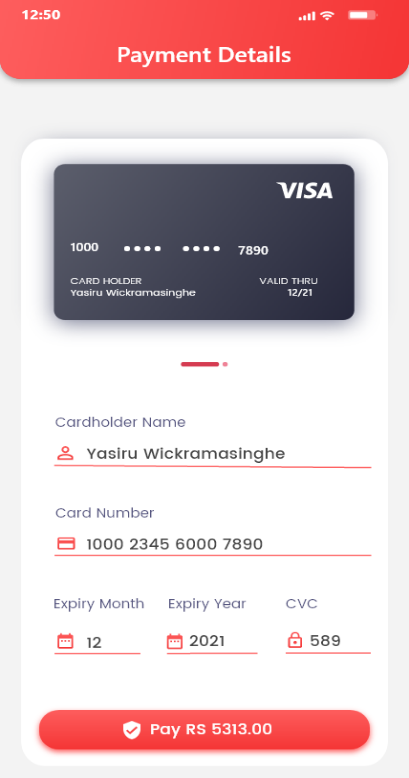 12:50
Payment Details
VISA
1000 •••• •••• 7890
CARD HOLDER VALID THRU
Yasiru Wickramasinghe 12/21
Cardholder Name
Yasiru Wickramasinghe
Card Number
1000 2345 6000 7890
Expiry Month Expiry Year CVC
12 2021 589
Pay RS 5313.00